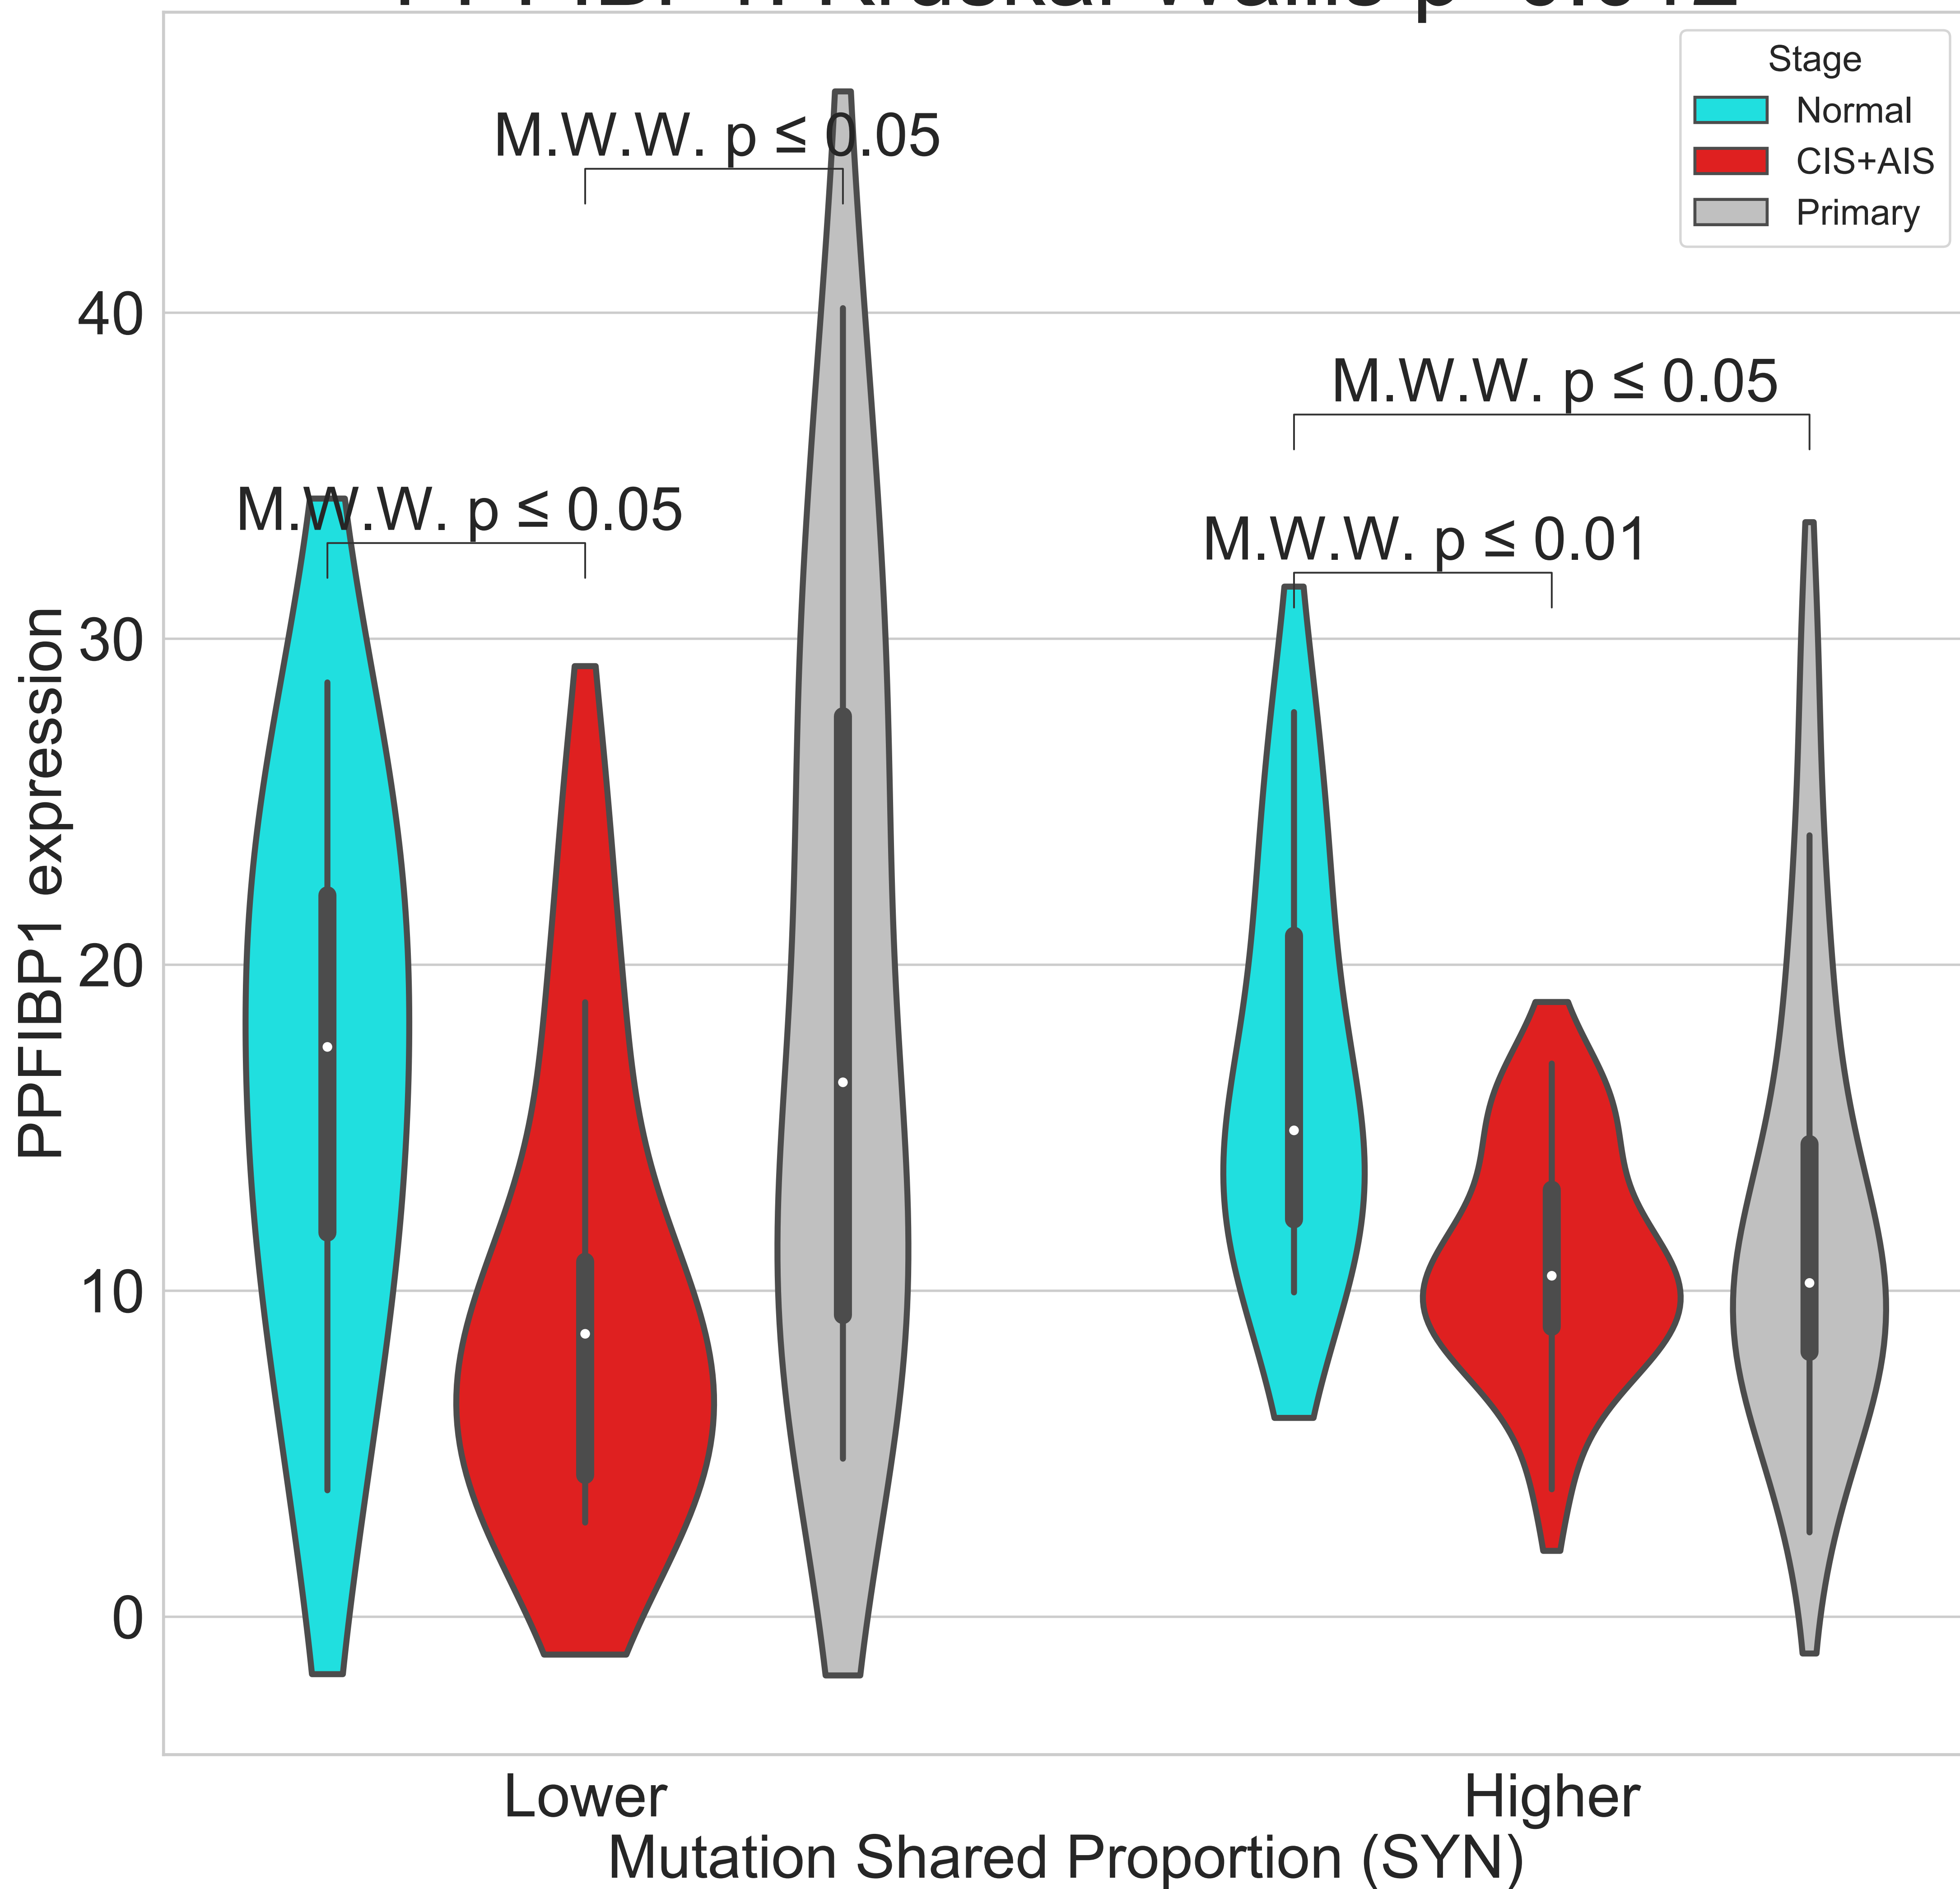 Stage
Normal
CIS+AIS
Primary
M.W.W. p ≤ 0.05
M.W.W. p ≤ 0.05
M.W.W. p ≤ 0.05
M.W.W. p ≤ 0.01
40
30
20
10
0
PPFIBP1 expression
Lower
Higher
Mutation Shared Proportion (SYN)